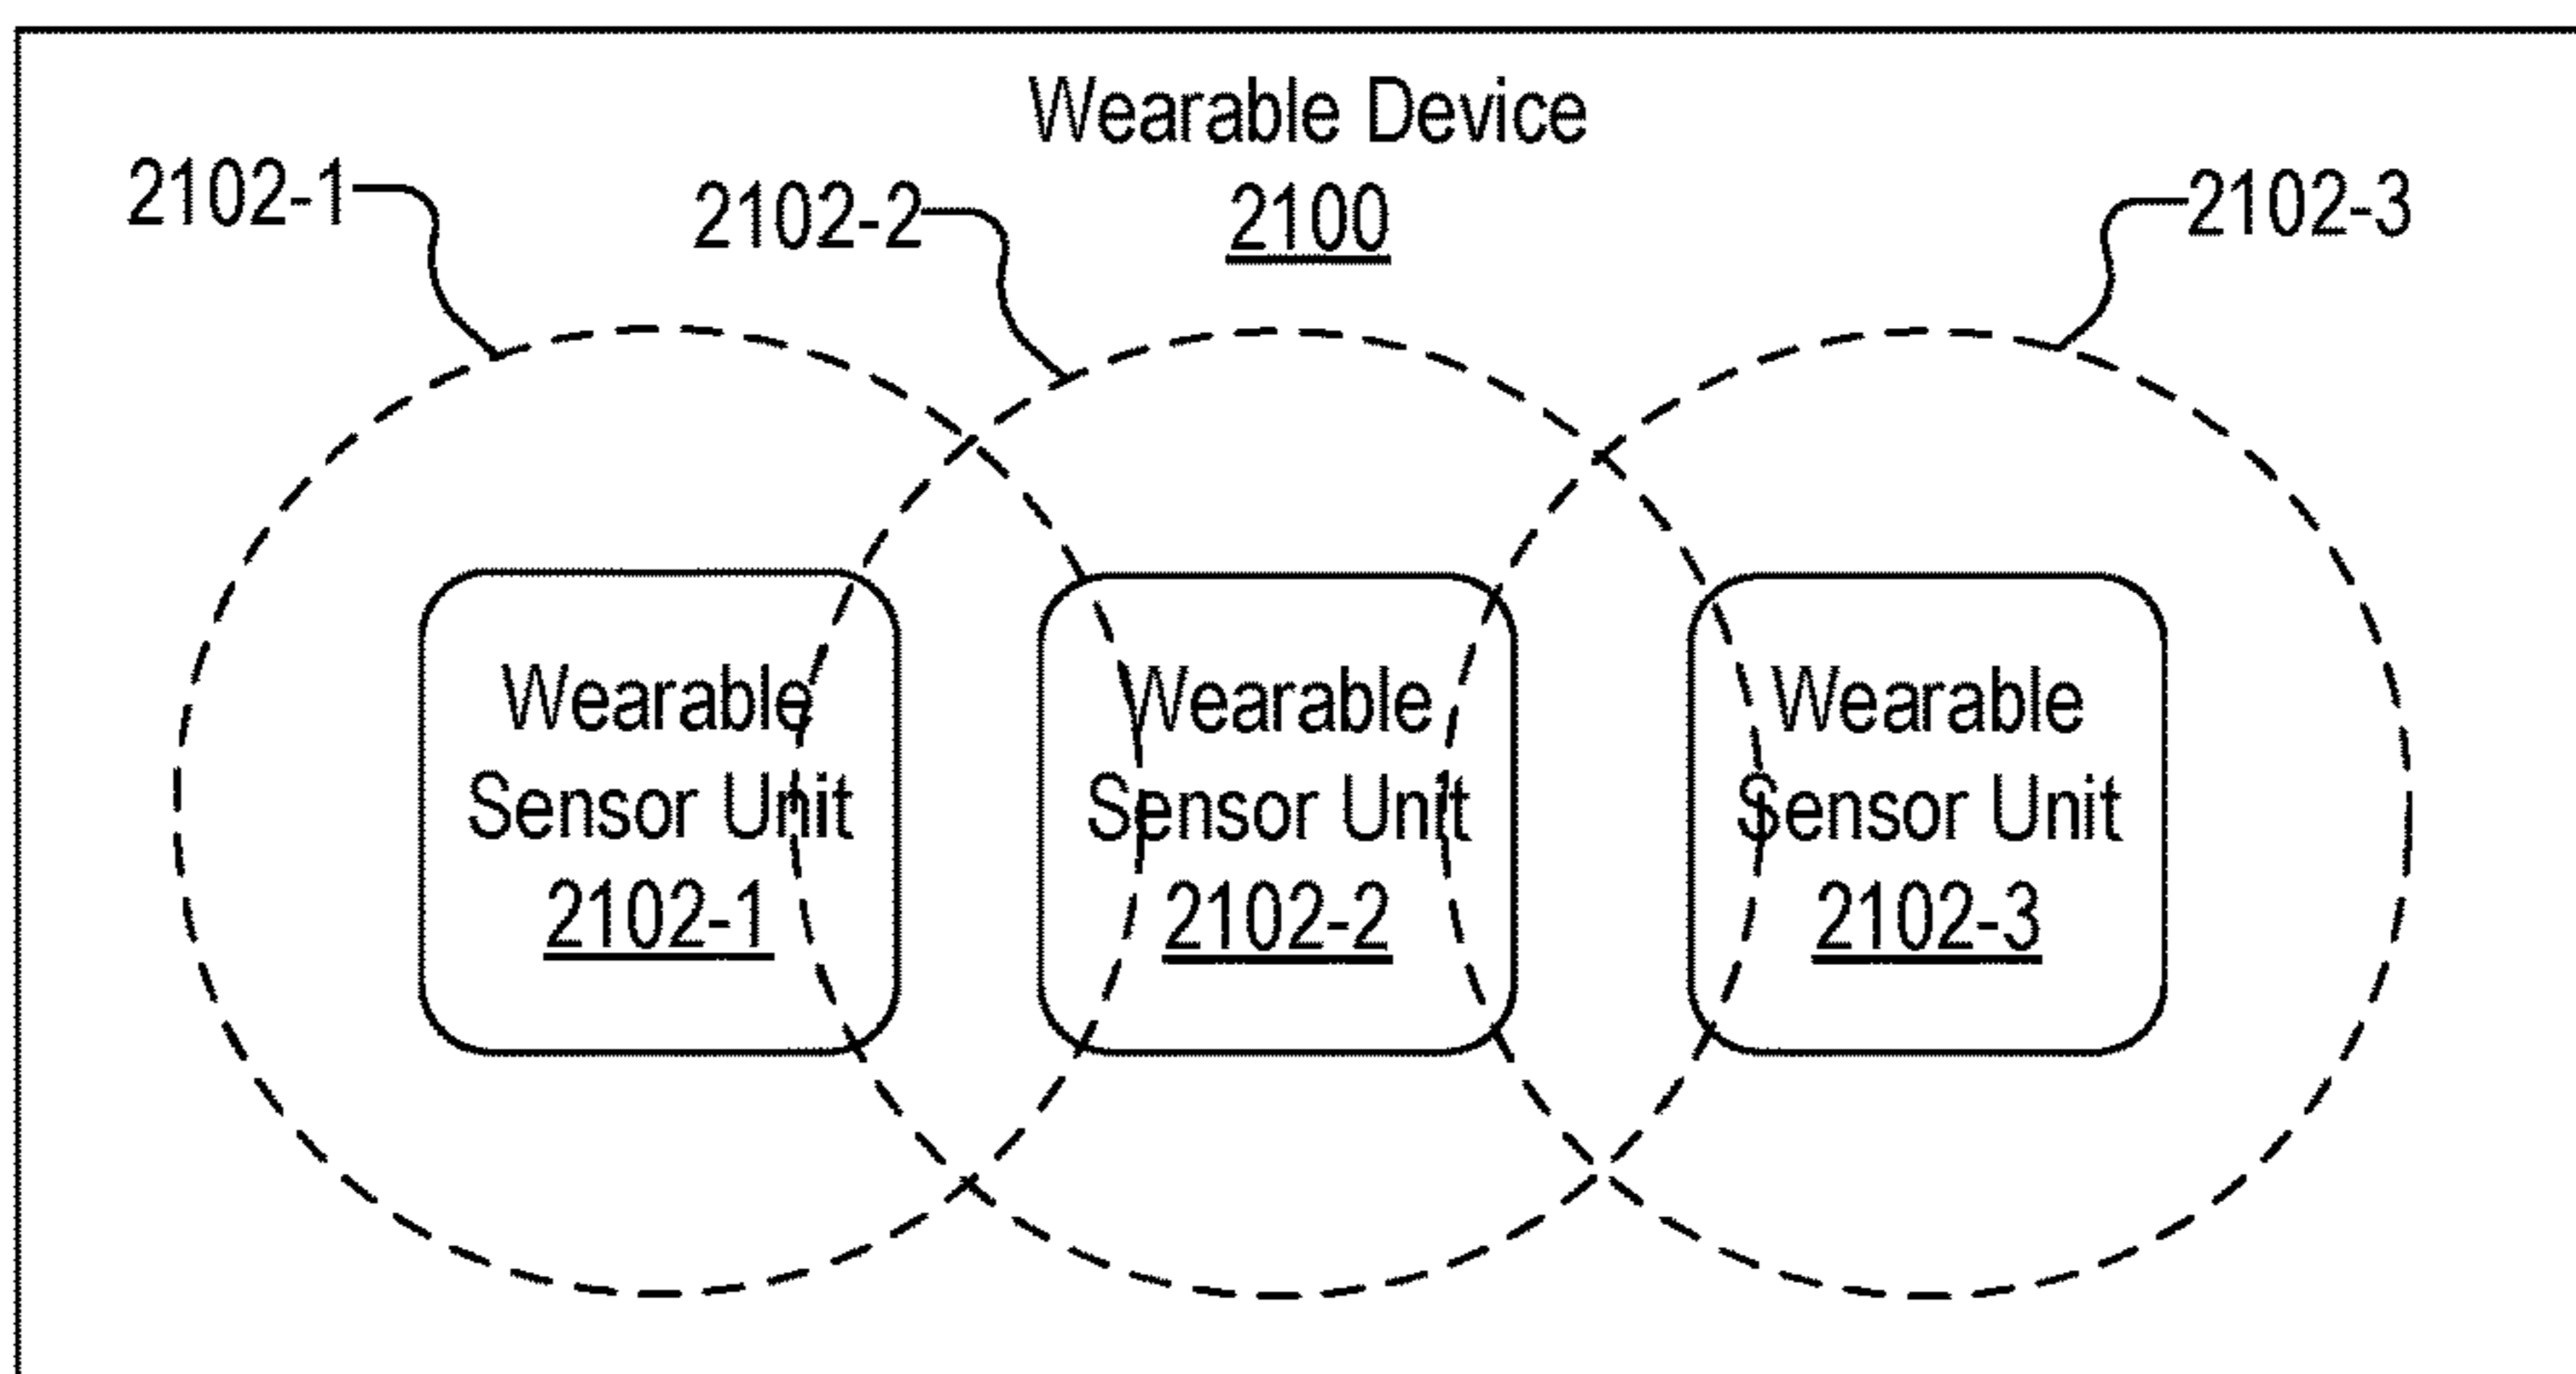 Wearable Device
2100
2102-1
2102-2
2102-3
Wearable
Sensor Unit
2102-1
Wearable
Sensor Unit
2102-2
Wearable
Sensor Unit
2102-3